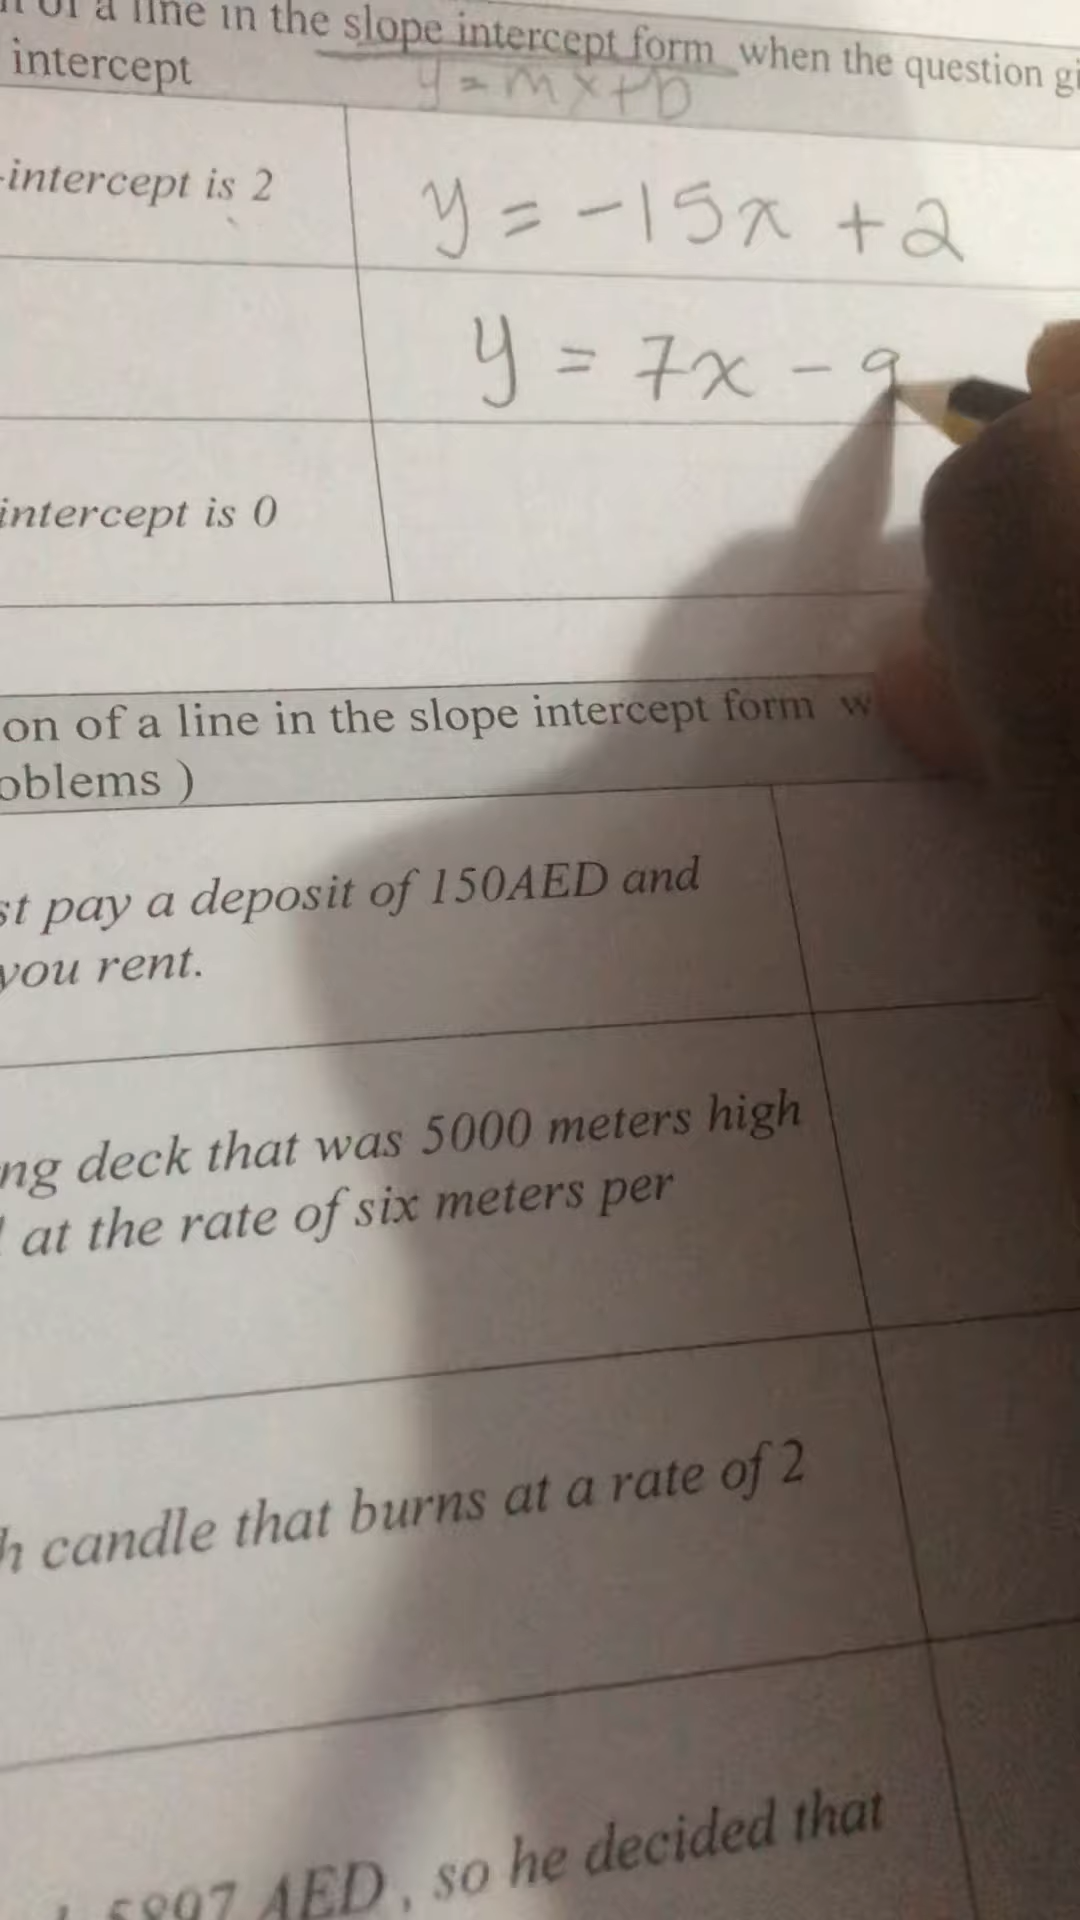 of a line in the slope intercept form when the question
intercept
y=mx+b
-intercept is 2
y = -15x + 2
y = 7x - 9
intercept is 0
on of a line in the slope intercept form
oblems )
st pay a deposit of 150AED and
you rent.
ng deck that was 5000 meters high
at the rate of six meters per
h candle that burns at a rate of 2
5897 AED, so he decided that